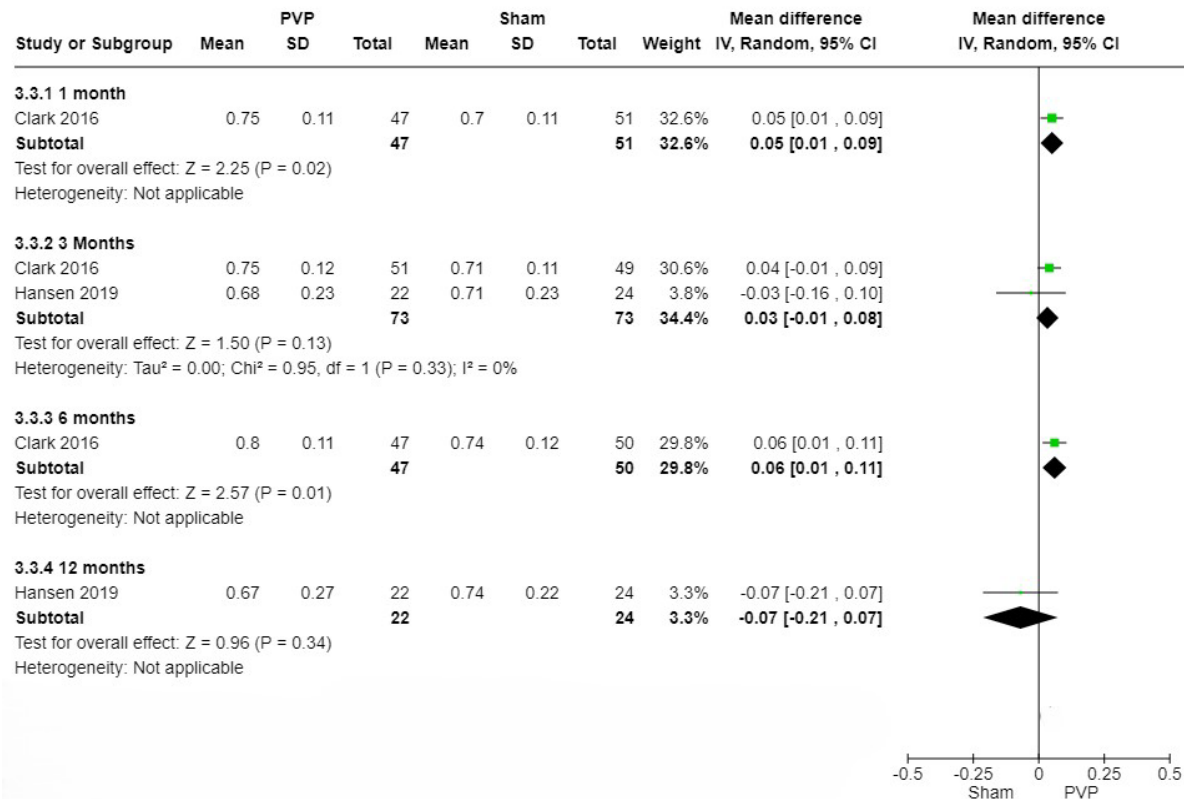 PVP Sham Mean difference Mean difference
Study or Subgroup Mean SD Total Mean SD Total Weight IV, Random, 95% CI IV, Random, 95% CI
3.3.1 1 month
Clark 2016 0.75 0.11 47 0.7 0.11 51 32.6% 0.05 [0.01 , 0.09]
Subtotal 47 51 32.6% 0.05 [0.01 , 0.09]
Test for overall effect: Z = 2.25 (P = 0.02)
Heterogeneity: Not applicable
3.3.2 3 Months
Clark 2016 0.75 0.12 51 0.71 0.11 49 30.6% 0.04 [-0.01 , 0.09]
Hansen 2019 0.68 0.23 22 0.71 0.23 24 3.8% -0.03 [-0.16 , 0.10]
Subtotal 73 73 34.4% 0.03 [-0.01 , 0.08]
Test for overall effect: Z = 1.50 (P = 0.13)
Heterogeneity: Tau² = 0.00; Chi² = 0.95, df = 1 (P = 0.33); I² = 0%
3.3.3 6 months
Clark 2016 0.8 0.11 47 0.74 0.12 50 29.8% 0.06 [0.01 , 0.11]
Subtotal 47 50 29.8% 0.06 [0.01 , 0.11]
Test for overall effect: Z = 2.57 (P = 0.01)
Heterogeneity: Not applicable
3.3.4 12 months
Hansen 2019 0.67 0.27 22 0.74 0.22 24 3.3% -0.07 [-0.21 , 0.07]
Subtotal 22 24 3.3% -0.07 [-0.21 , 0.07]
Test for overall effect: Z = 0.96 (P = 0.34)
Heterogeneity: Not applicable
-0.5 -0.25 0 0.25 0.5
Sham PVP